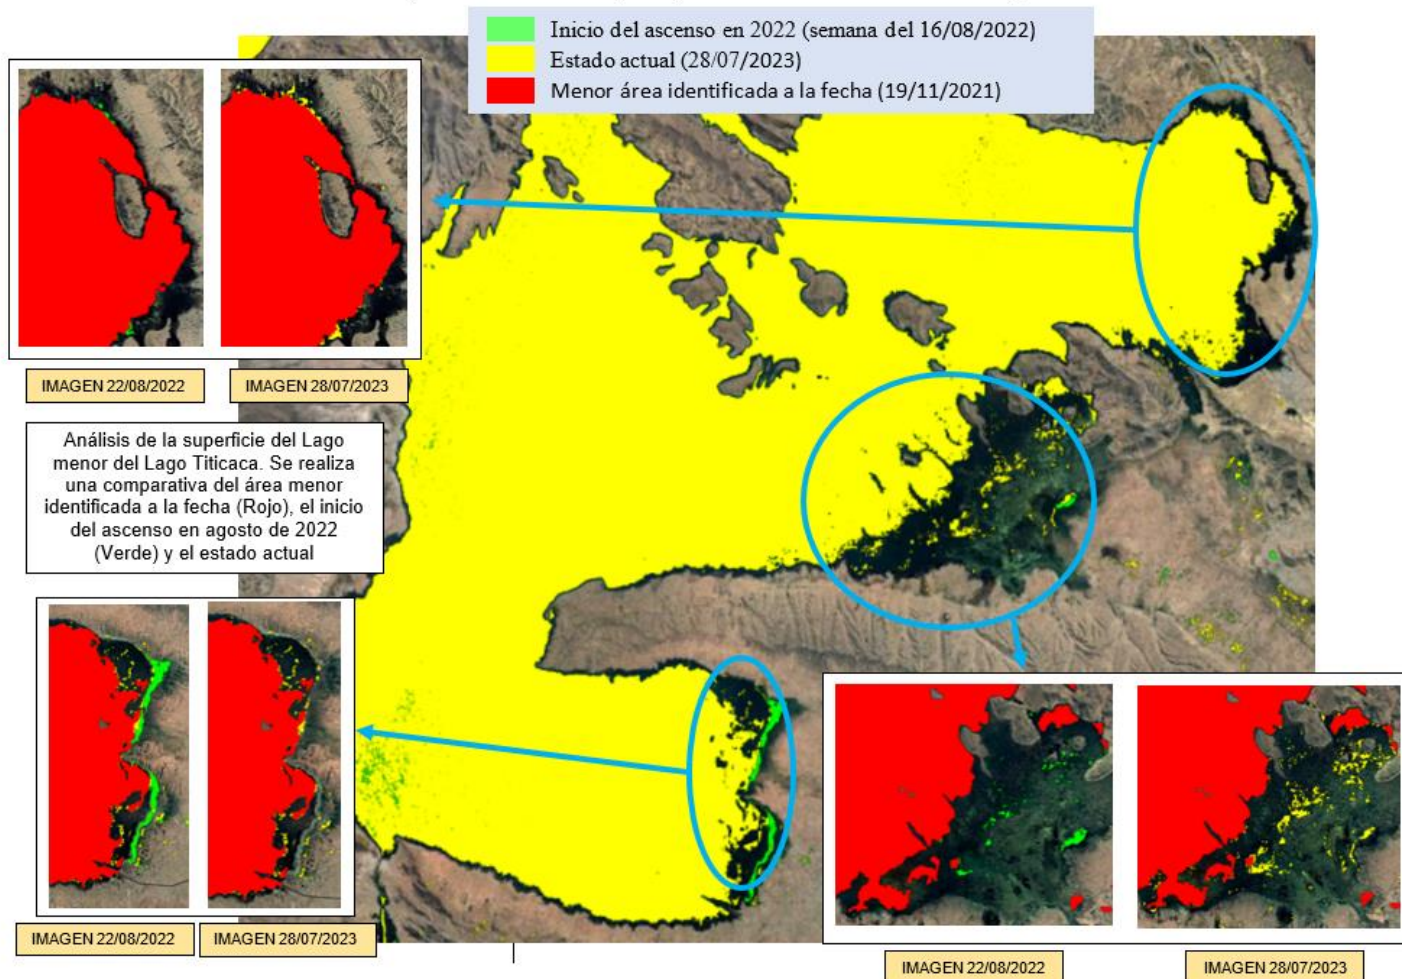 Inicio del ascenso en 2022 (semana del 16/08/2022)
Estado actual (28/07/2023)
Menor área identificada a la fecha (19/11/2021)
IMAGEN 22/08/2022
IMAGEN 28/07/2023
Análisis de la superficie del Lago
menor del Lago Titicaca. Se realiza
una comparativa del área menor
identificada a la fecha (Rojo), el inicio
del ascenso en agosto de 2022
(Verde) y el estado actual
IMAGEN 22/08/2022
IMAGEN 28/07/2023
IMAGEN 22/08/2022
IMAGEN 28/07/2023